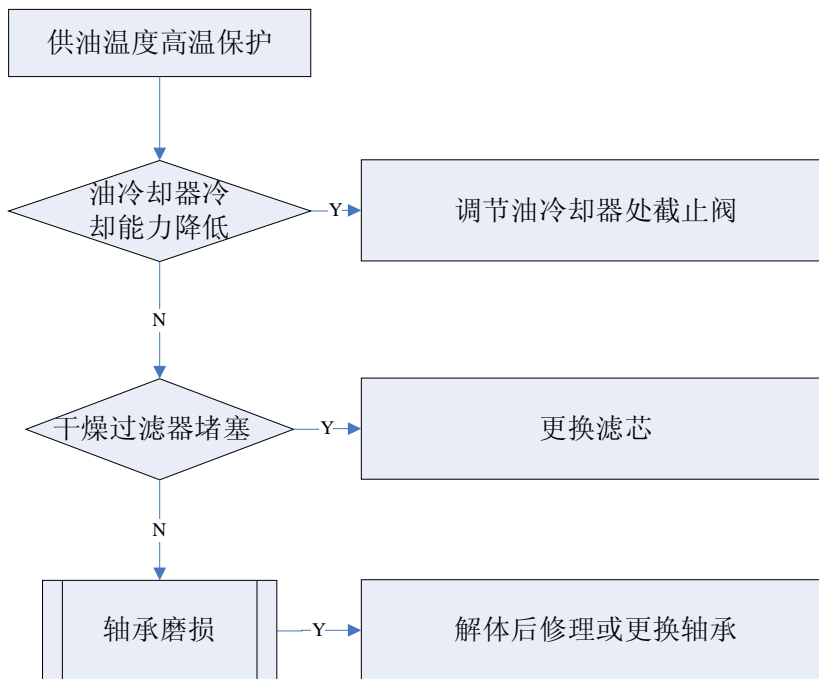 供油温度高温保护
油冷却器冷
却能力降低
Y
调节油冷却器处截止阀
N
干燥过滤器堵塞
Y
更换滤芯
N
轴承磨损
Y
解体后修理或更换轴承